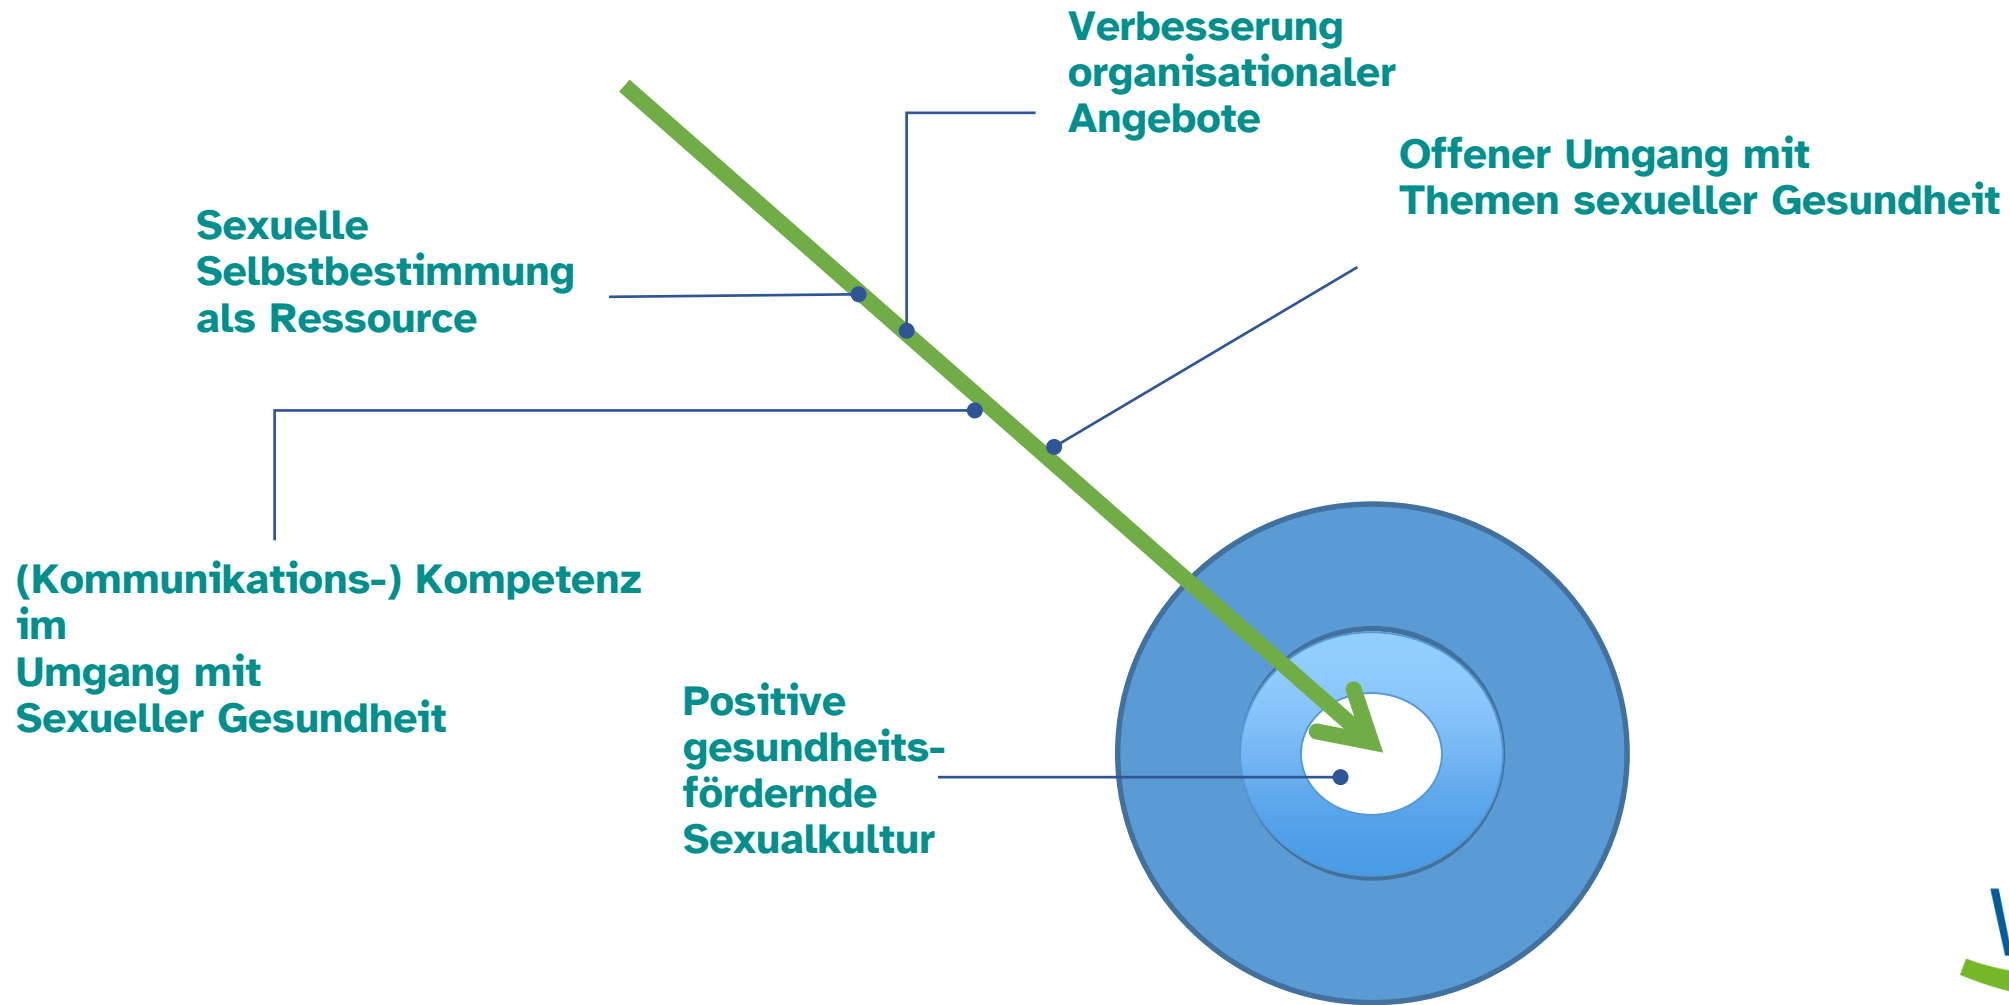 Verbesserung
organisationaler
Angebote
Offener Umgang mit
Themen sexueller Gesundheit
Sexuelle
Selbstbestimmung
als Ressource
(Kommunikations-) Kompetenz
im
Umgang mit
Sexueller Gesundheit
Positive
gesundheits-
fördernde
Sexualkultur